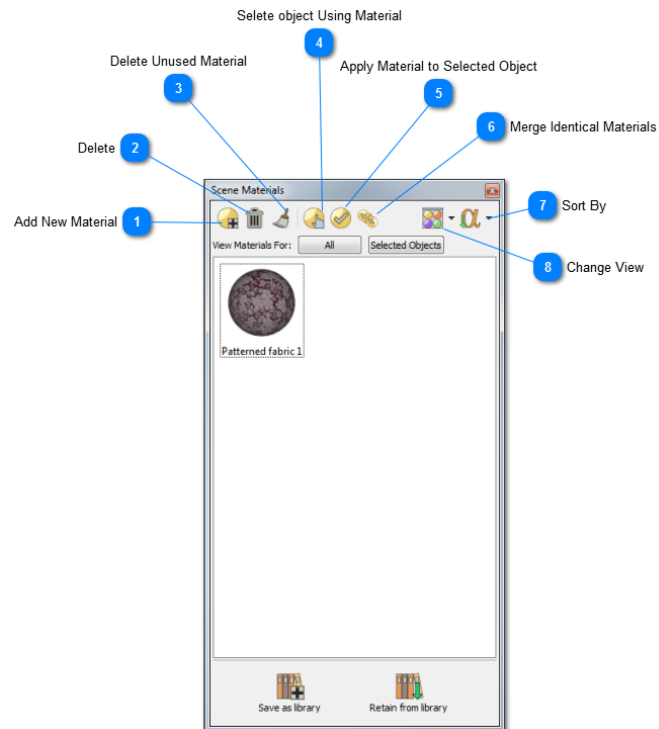 Selete object Using Material
4
Delete Unused Material
3
Apply Material to Selected Object
5
6 Merge Identical Materials
Delete 2
Scene Materials
Add New Material 1
7 Sort By
View Materials For: All Selected Objects
8 Change View
Patterned fabric 1
Save as library Retain from library